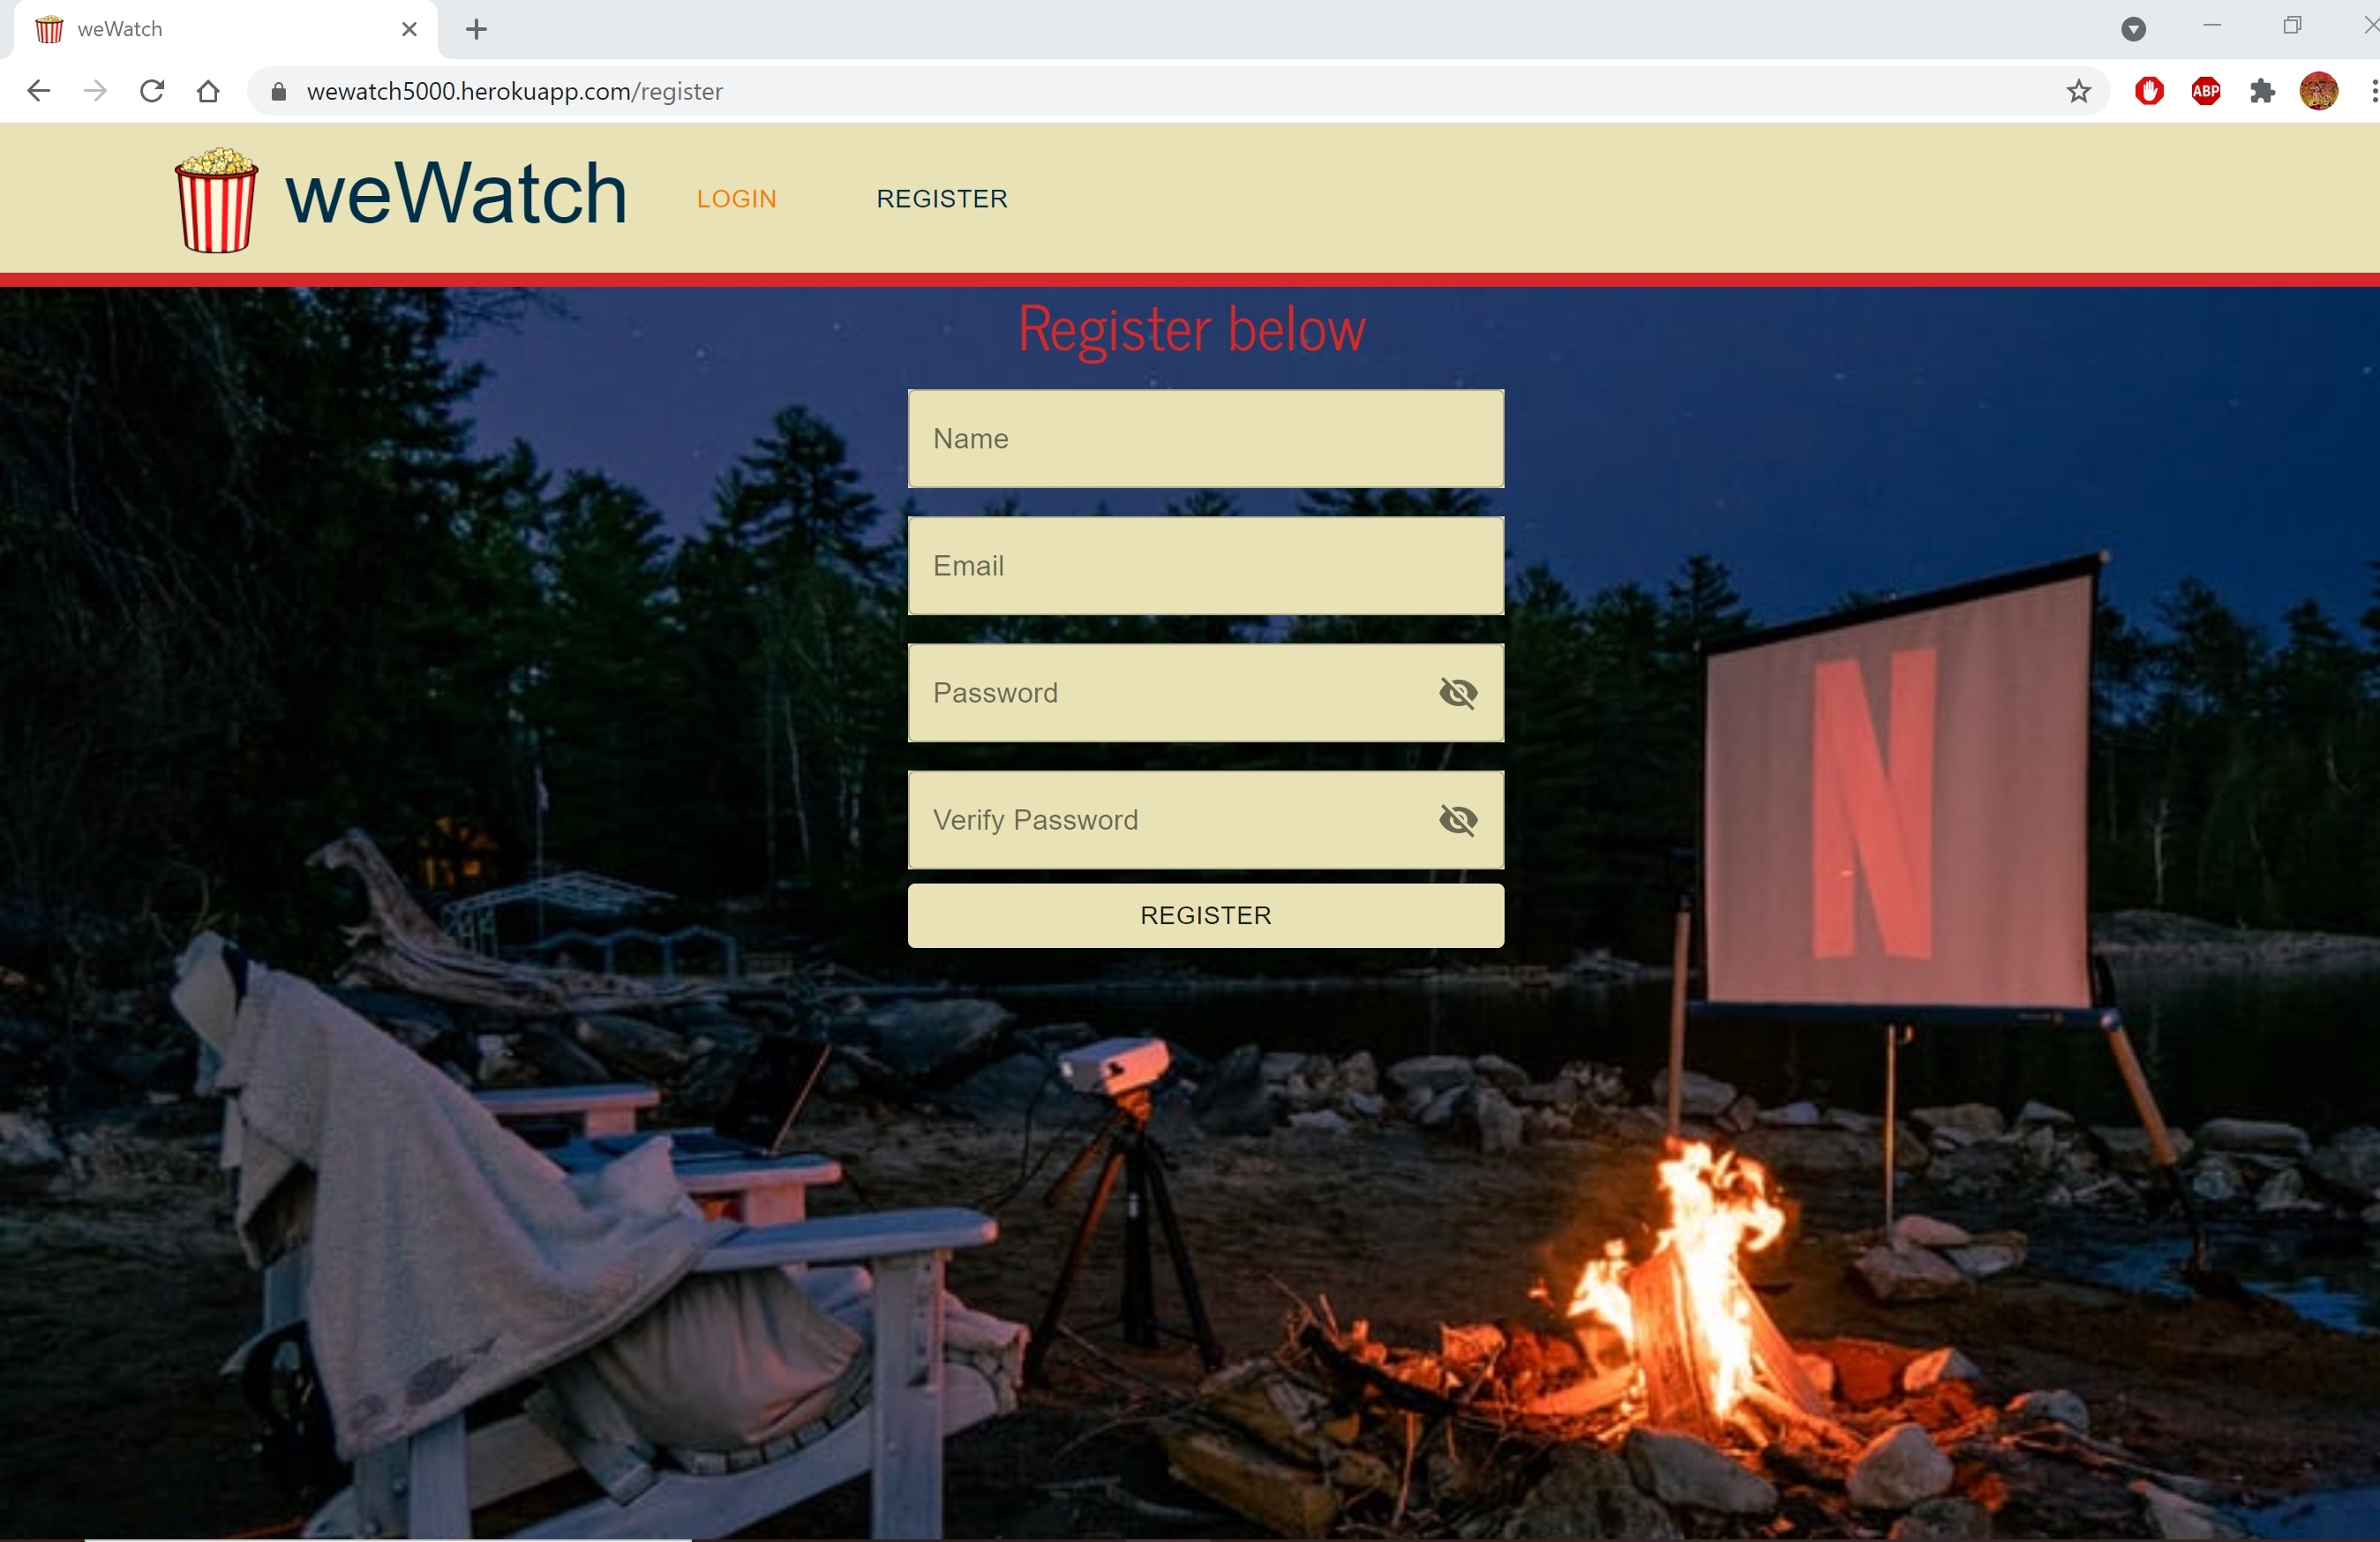 weWatch
wewatch5000.herokuapp.com/register
ABP
weWatch
LOGIN
REGISTER
Register below
Name
Email
Password
Verify Password
REGISTER
N